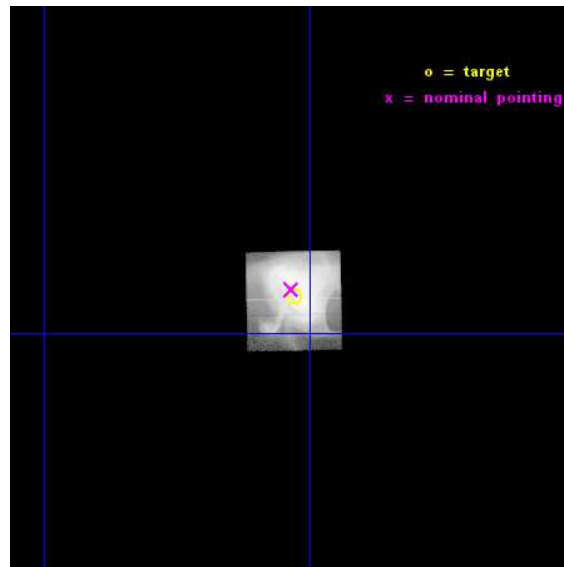 o = target
x = nominal pointing